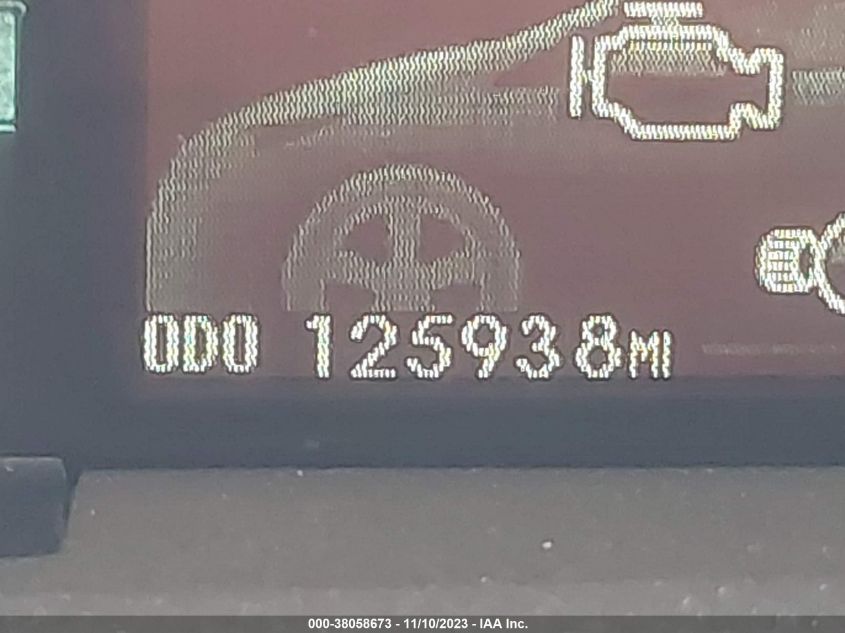 ODO 125938MI
000-38058673 - 11/10/2023 - IAA Inc.